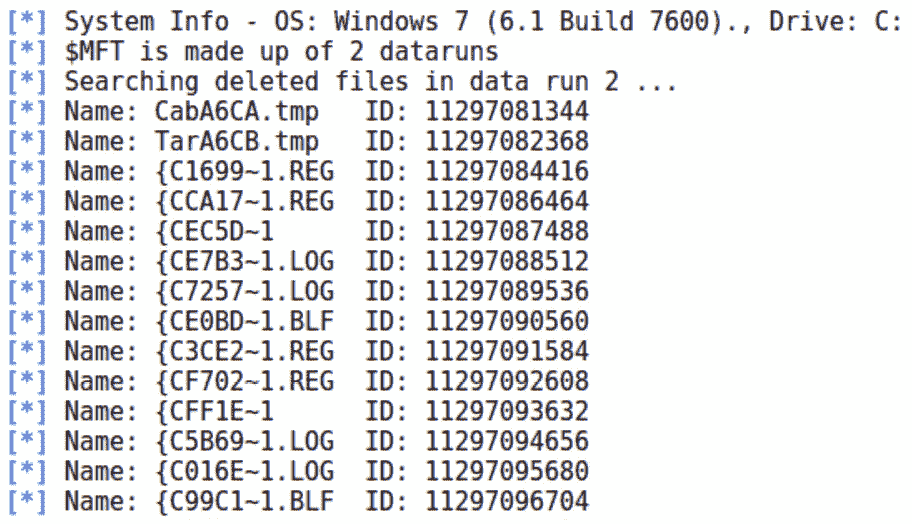 [*] System Info - OS: Windows 7 (6.1 Build 7600)., Drive: C:
[*] $MFT is made up of 2 dataruns
[*] Searching deleted files in data run 2 ...
[*] Name: CabA6CA.tmp   ID: 11297081344
[*] Name: TarA6CB.tmp   ID: 11297082368
[*] Name: {C1699~1.REG  ID: 11297084416
[*] Name: {CCA17~1.REG  ID: 11297086464
[*] Name: {CEC5D~1      ID: 11297087488
[*] Name: {CE7B3~1.LOG  ID: 11297088512
[*] Name: {C7257~1.LOG  ID: 11297089536
[*] Name: {CE0BD~1.BLF  ID: 11297090560
[*] Name: {C3CE2~1.REG  ID: 11297091584
[*] Name: {CF702~1.REG  ID: 11297092608
[*] Name: {CFF1E~1      ID: 11297093632
[*] Name: {C5B69~1.LOG  ID: 11297094656
[*] Name: {C016E~1.LOG  ID: 11297095680
[*] Name: {C99C1~1.BLF  ID: 11297096704